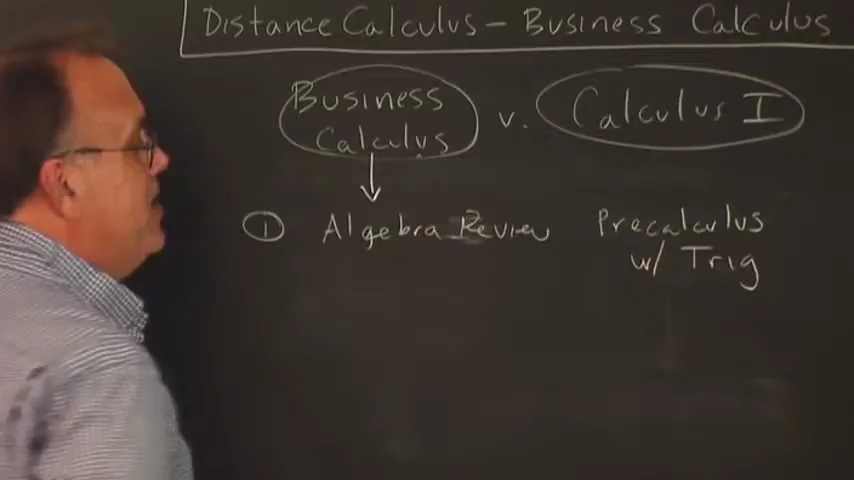 Distance Calculus - Business Calculus
Business Calculus v. Calculus I
① Algebra Review Precalculus
w/ Trig